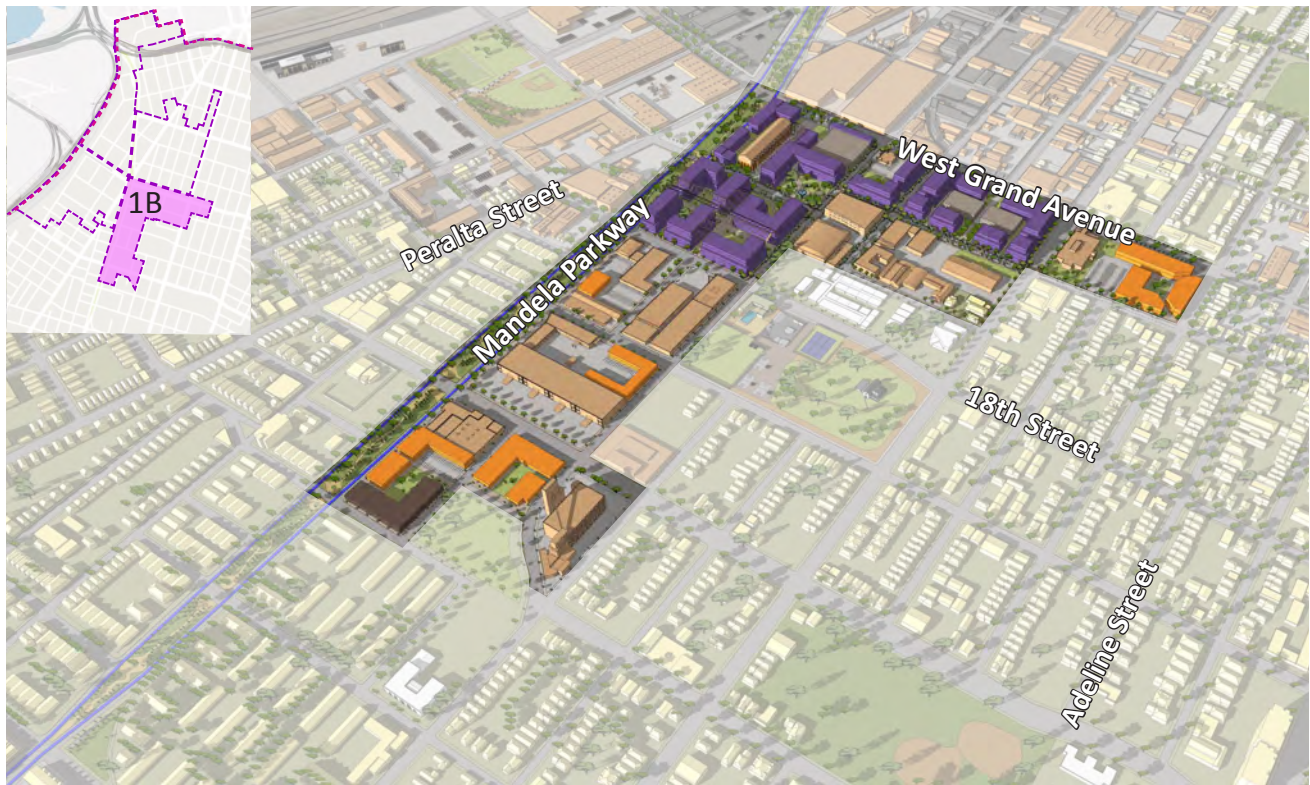 1B
West Grand Avenue
Peralta Street
Mandela Parkway
18th Street
Adeline Street